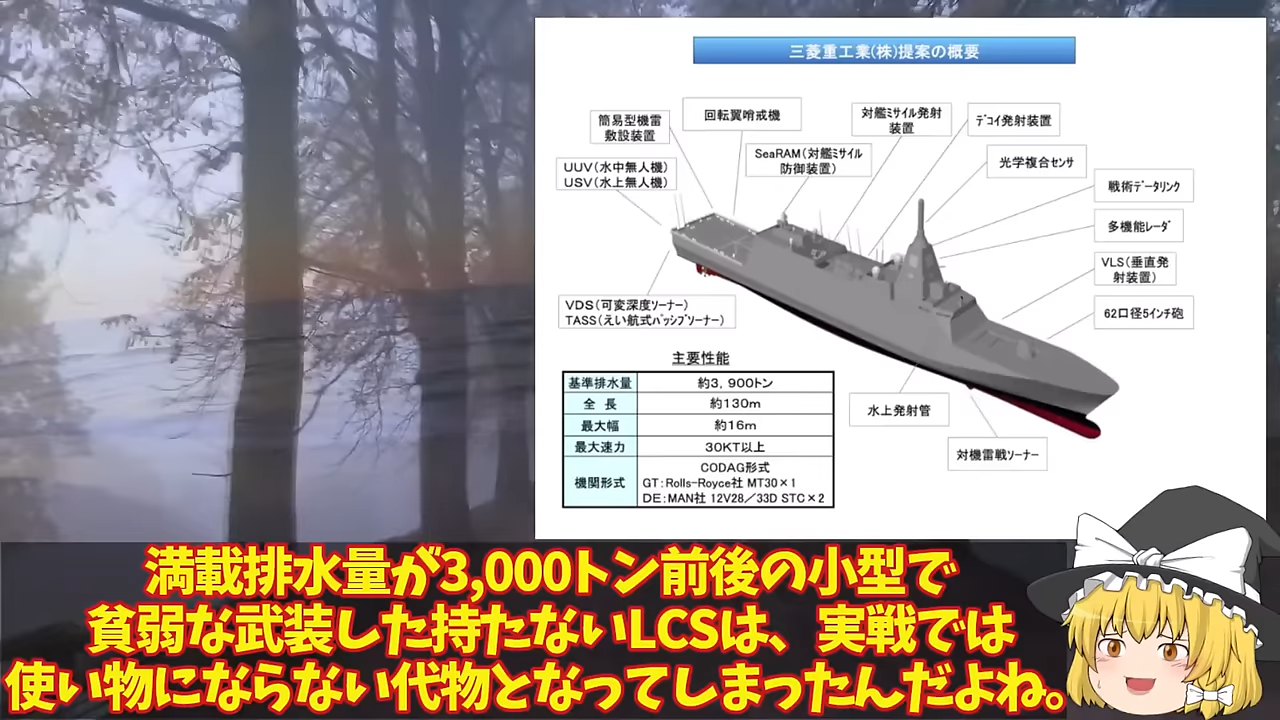 三菱重工業(株)提案の概要
簡易型機雷
敷設装置
回転翼哨戒機
対艦ﾐｻｲﾙ発射
装置
ﾃﾞｺｲ発射装置
UUV(水中無人機)
USV(水上無人機)
SeaRAM(対艦ﾐｻｲﾙ
防御装置)
光学複合ｾﾝｻ
戦術ﾃﾞｰﾀﾘﾝｸ
多機能ﾚｰﾀﾞ
VLS(垂直発
射装置)
62口径5ｲﾝﾁ砲
VDS(可変深度ｿｰﾅｰ)
TASS(えい航式ﾊﾟｯｼﾌﾞｿｰﾅｰ)
水上発射管
対機雷戦ｿｰﾅｰ
主要性能
基準排水量 約3，900トン
全 長 約130m
最大幅 約16m
最大速力 30KT以上
機関形式 CODAG形式
GT：Rolls-Royce社 MT30×1
DE：MAN社 12V28／33D STC×2
満載排水量が3,000トン前後の小型で
貧弱な武装した持たないLCSは、実戦では
使い物にならない代物となってしまったんだよね。